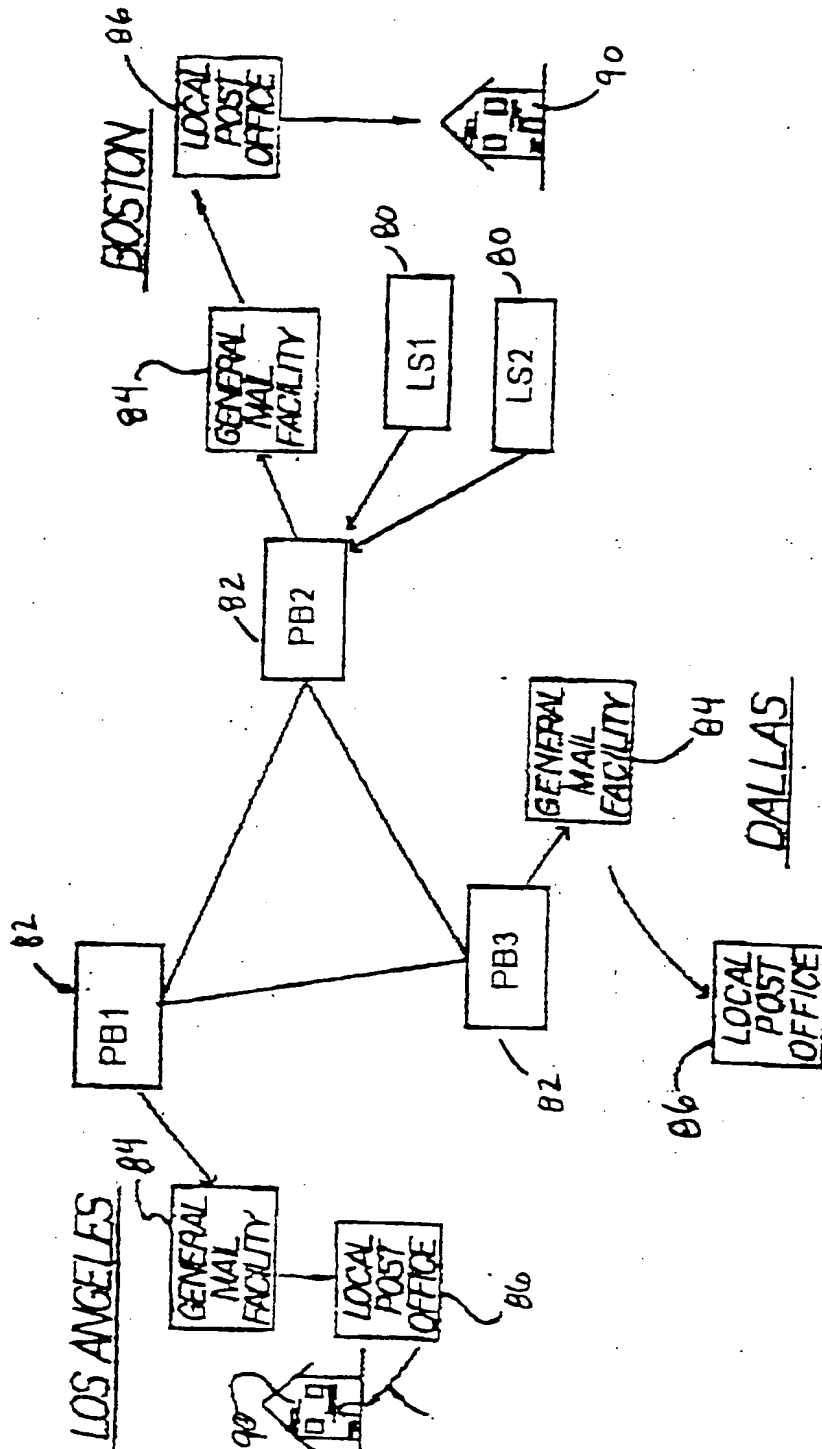 LOS ANGELES
84
GENERAL
MAIL
FACILITY
LOCAL
POST
OFFICE
86
90
82
PB1
82
PB2
PB3
82
BOSTON
84
GENERAL
MAIL
FACILITY
86
LOCAL
POST
OFFICE
90
LS1
80
LS2
80
GENERAL
MAIL
FACILITY
84
DALLAS
LOCAL
POST
OFFICE
86